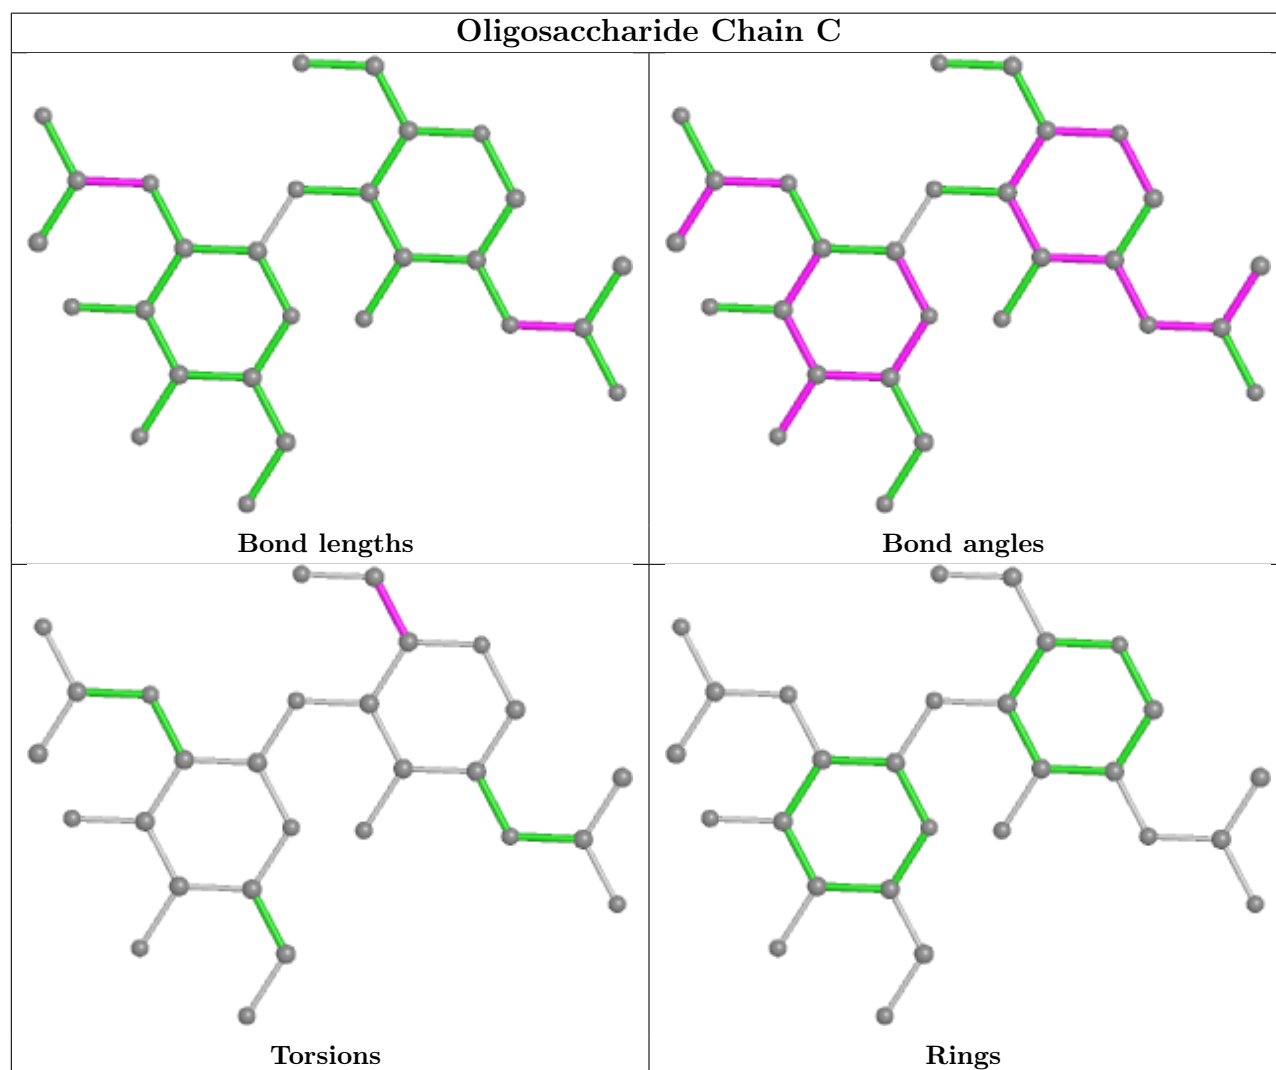 Oligosaccharide Chain C
Bond lengths
Bond angles
Torsions
Rings